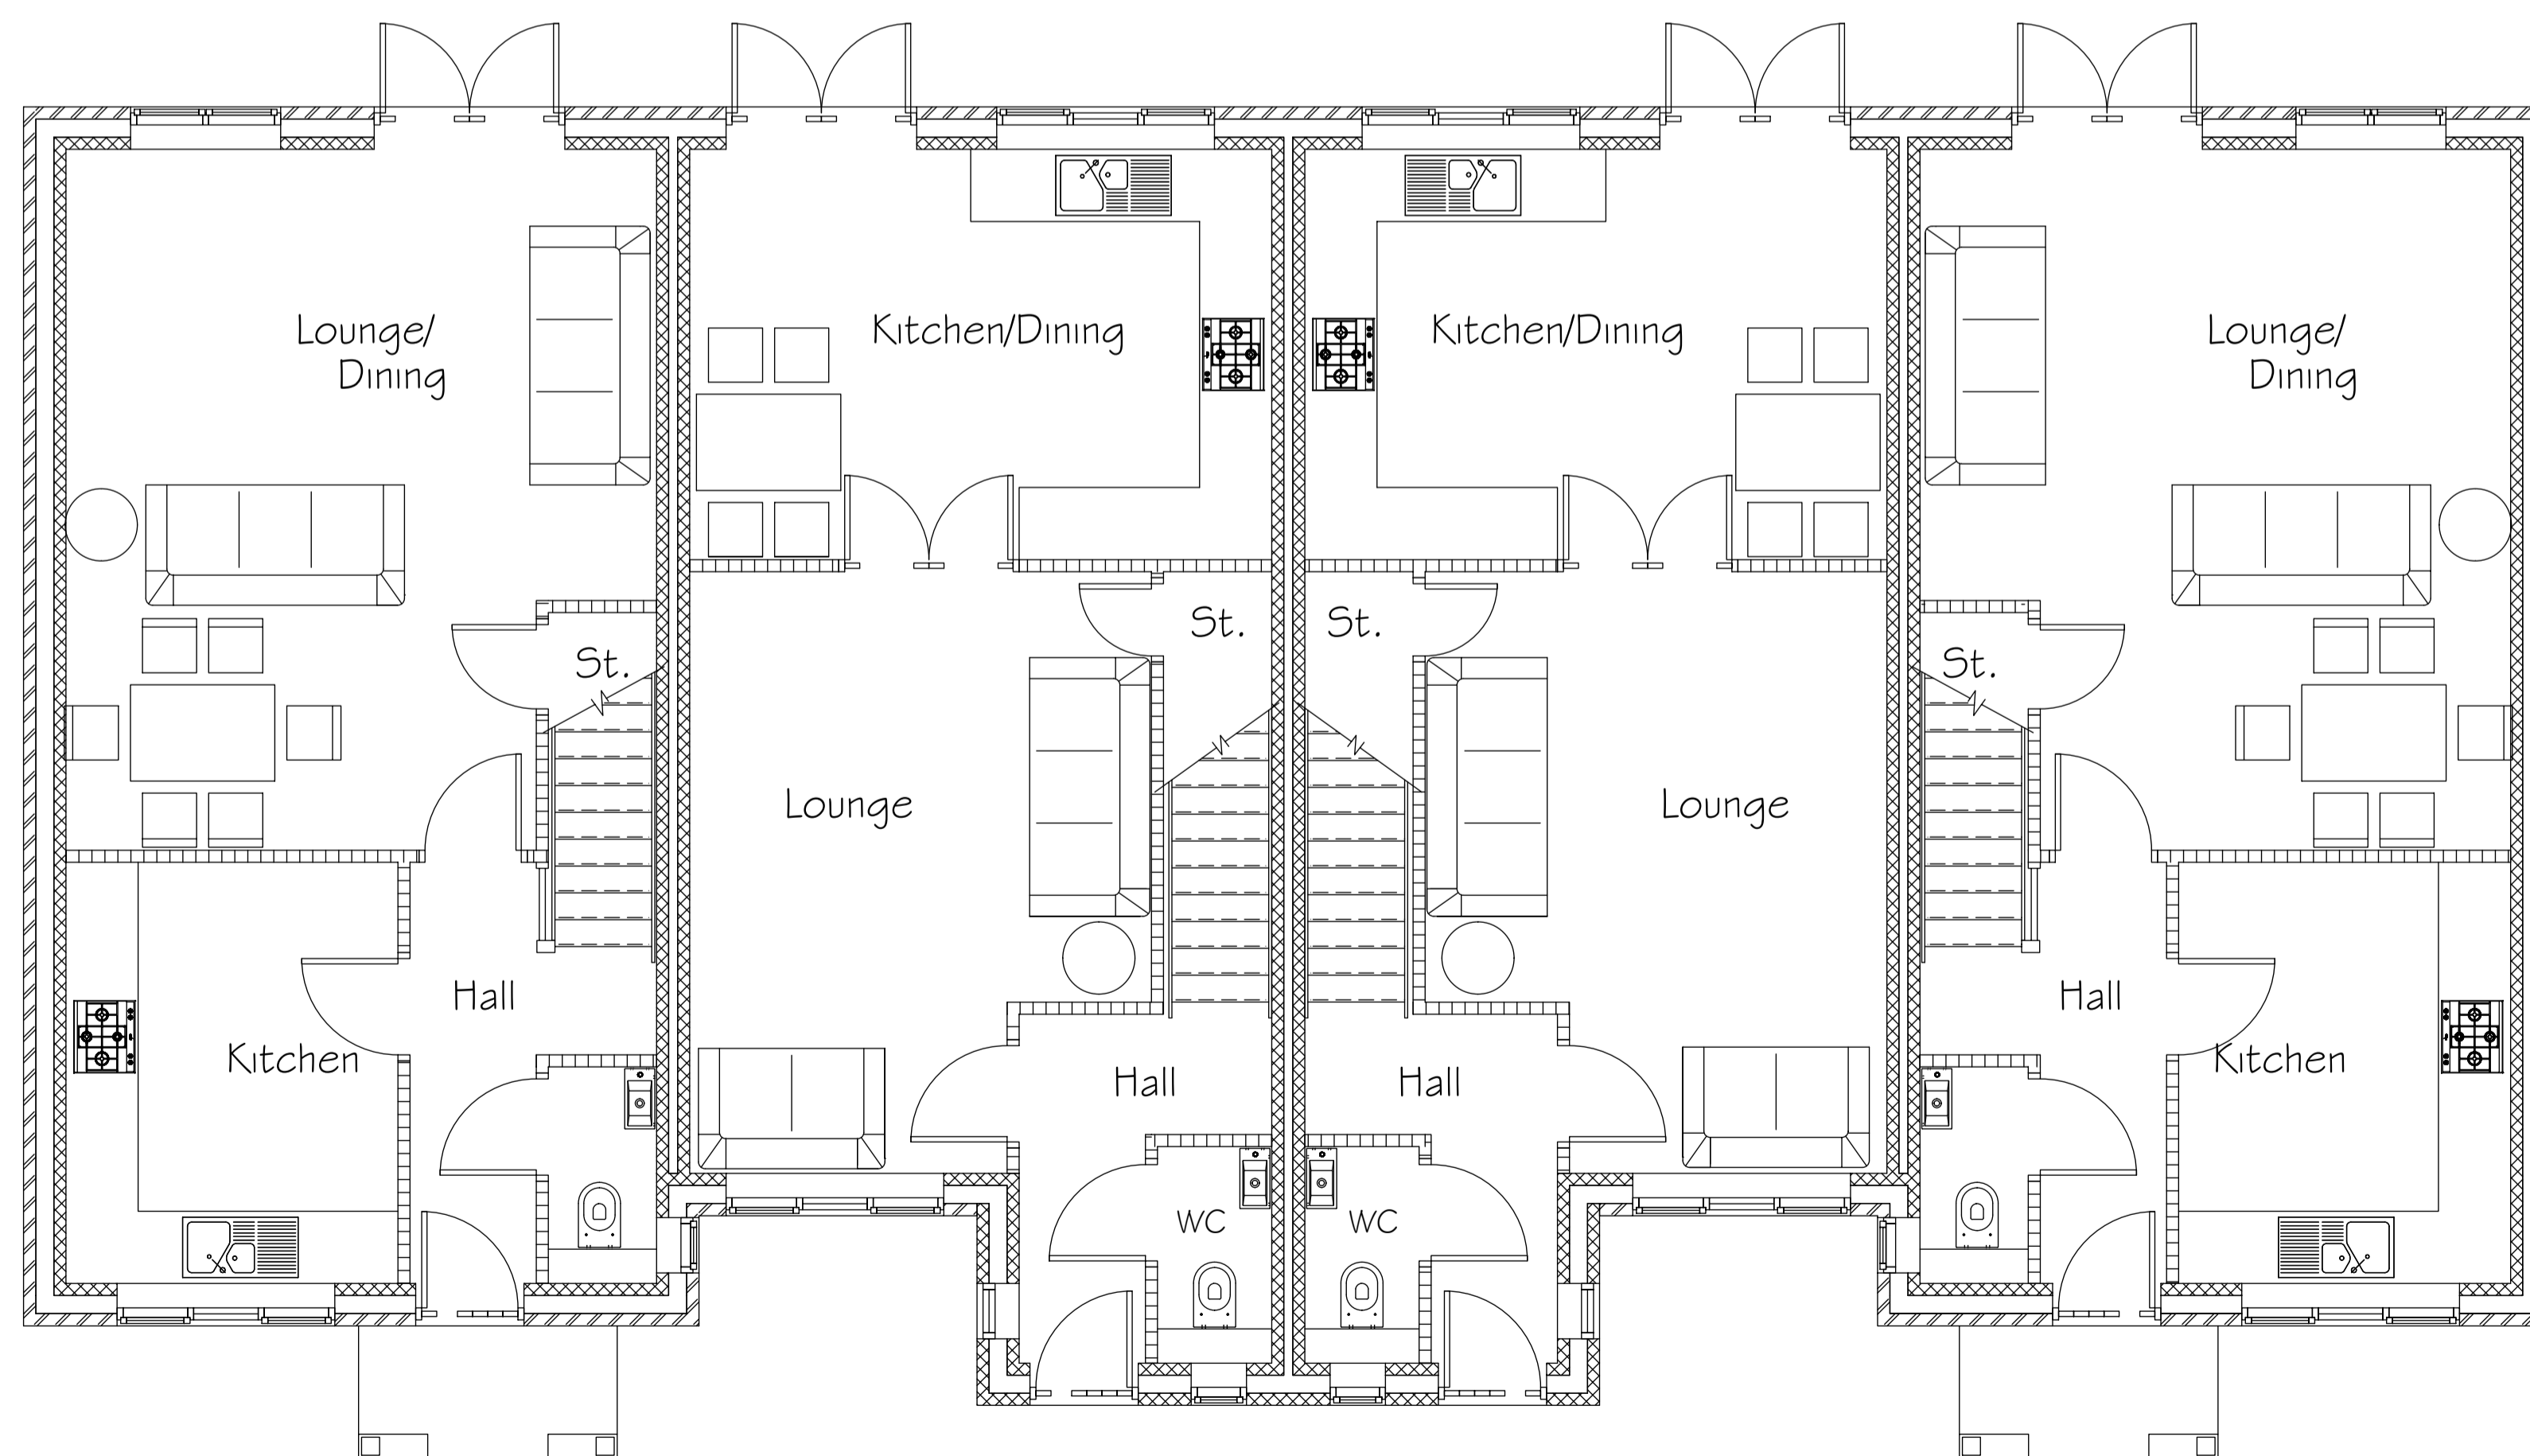 Lounge/
Dining
Kitchen/Dining
Kitchen/Dining
Lounge/
Dining
St.
St.
St.
St.
Lounge
Lounge
Hall
Hall
Kitchen
Hall
Hall
Kitchen
WC
WC